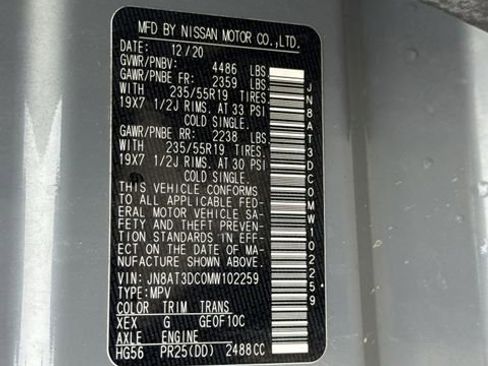 MFD BY NISSAN MOTOR CO.,LTD.
DATE: 12/20
GVWR/PNBV: 4486 LBS
GAWR/PNBE FR: 2359 LBS
WITH 235/55R19 TIRES.
19X7 1/2J RIMS. AT 33 PSI
COLD SINGLE.
GAWR/PNBE RR: 2238 LBS.
WITH 235/55R19 TIRES.
19X7 1/2J RIMS. AT 30 PSI
COLD SINGLE.
THIS VEHICLE CONFORMS
TO ALL APPLICABLE FED-
ERAL MOTOR VEHICLE SA-
FETY AND THEFT PREVEN-
TION STANDARDS IN EFF-
ECT ON THE DATE OF MA-
NUFACTURE SHOWN ABOVE.
VIN: JN8AT3DC0MW102259
TYPE: MPV
COLOR TRIM TRANS
XEX G GE0F10C
AXLE ENGINE
HG56 PR25(DD) 2488CC
JN8AT3DC0MW102259